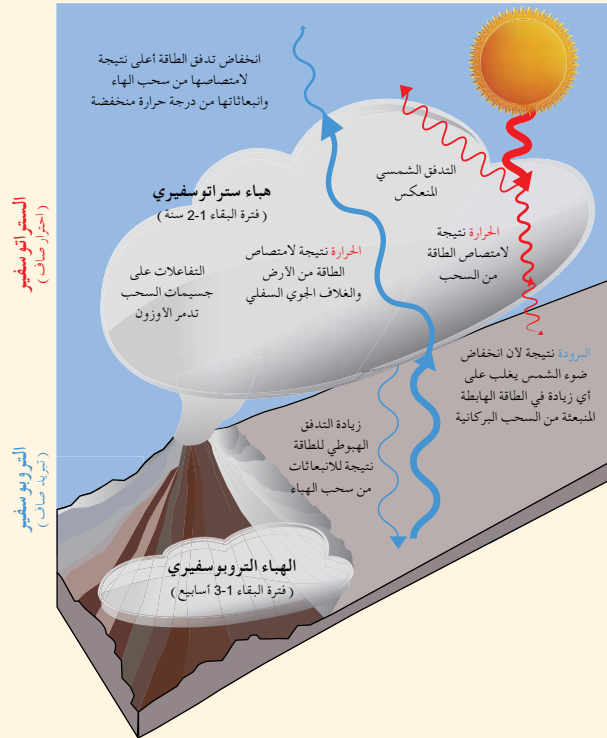 انخفاض تدفق الطاقة أعلى نتيجة
لامتصاصها من سحب الهاء
وانبعاثاتها من درجة حرارة منخفضة
التدفق الشمسي
المنعكس
هباء ستراتوسفيري
( فترة البقاء 1-2 سنة )
الحرارة نتيجة
لامتصاص الطاقة
من السحب
الحرارة نتيجة لامتصاص
الطاقة من الأرض
والغلاف الجوي السفلي
التفاعلات على
جسيمات السحب
تدمر الأوزون
الستراتوسفير
( احترار صاف )
البرودة نتيجة لأن انخفاض
ضوء الشمس يغلب على
أي زيادة في الطاقة الهابطة
المنبعثة من السحب البركانية
زيادة التدفق
الهبوطي للطاقة
نتيجة للانبعاثات
من سحب الهباء
التروبوسفير
( تبريد صاف )
الهباء التروبوسفيري
( فترة البقاء 1-3 أسابيع )